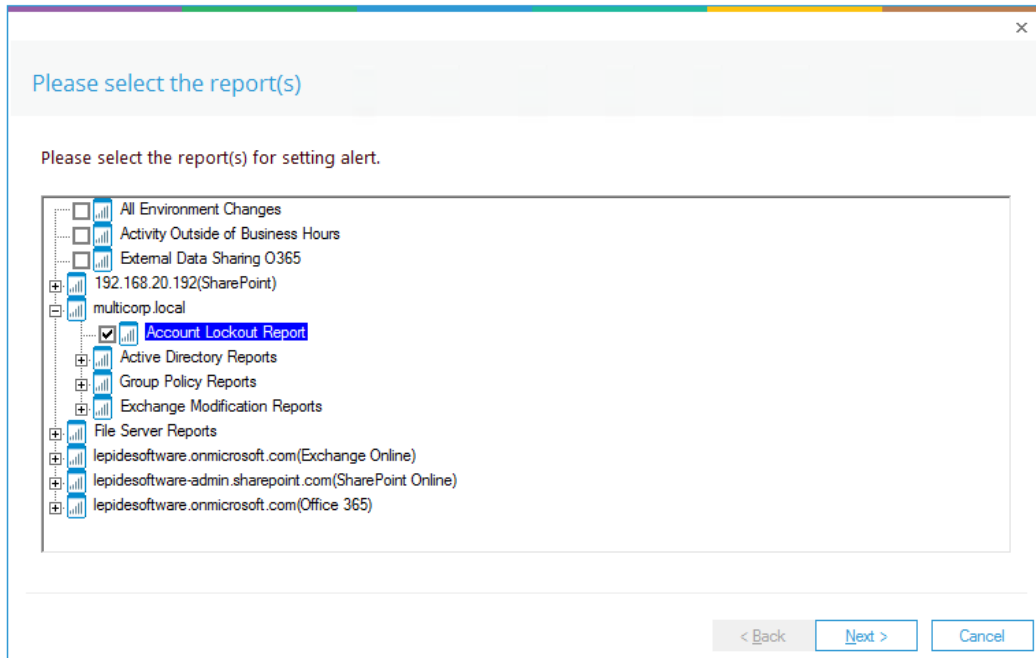 Please select the report(s)
Please select the report(s) for setting alert.
All Environment Changes
Activity Outside of Business Hours
External Data Sharing O365
192.168.20.192(SharePoint)
multicorp.local
Account Lockout Report
Active Directory Reports
Group Policy Reports
Exchange Modification Reports
File Server Reports
lepidesoftware.onmicrosoft.com(Exchange Online)
lepidesoftware-admin.sharepoint.com(SharePoint Online)
lepidesoftware.onmicrosoft.com(Office 365)
< Back Next > Cancel